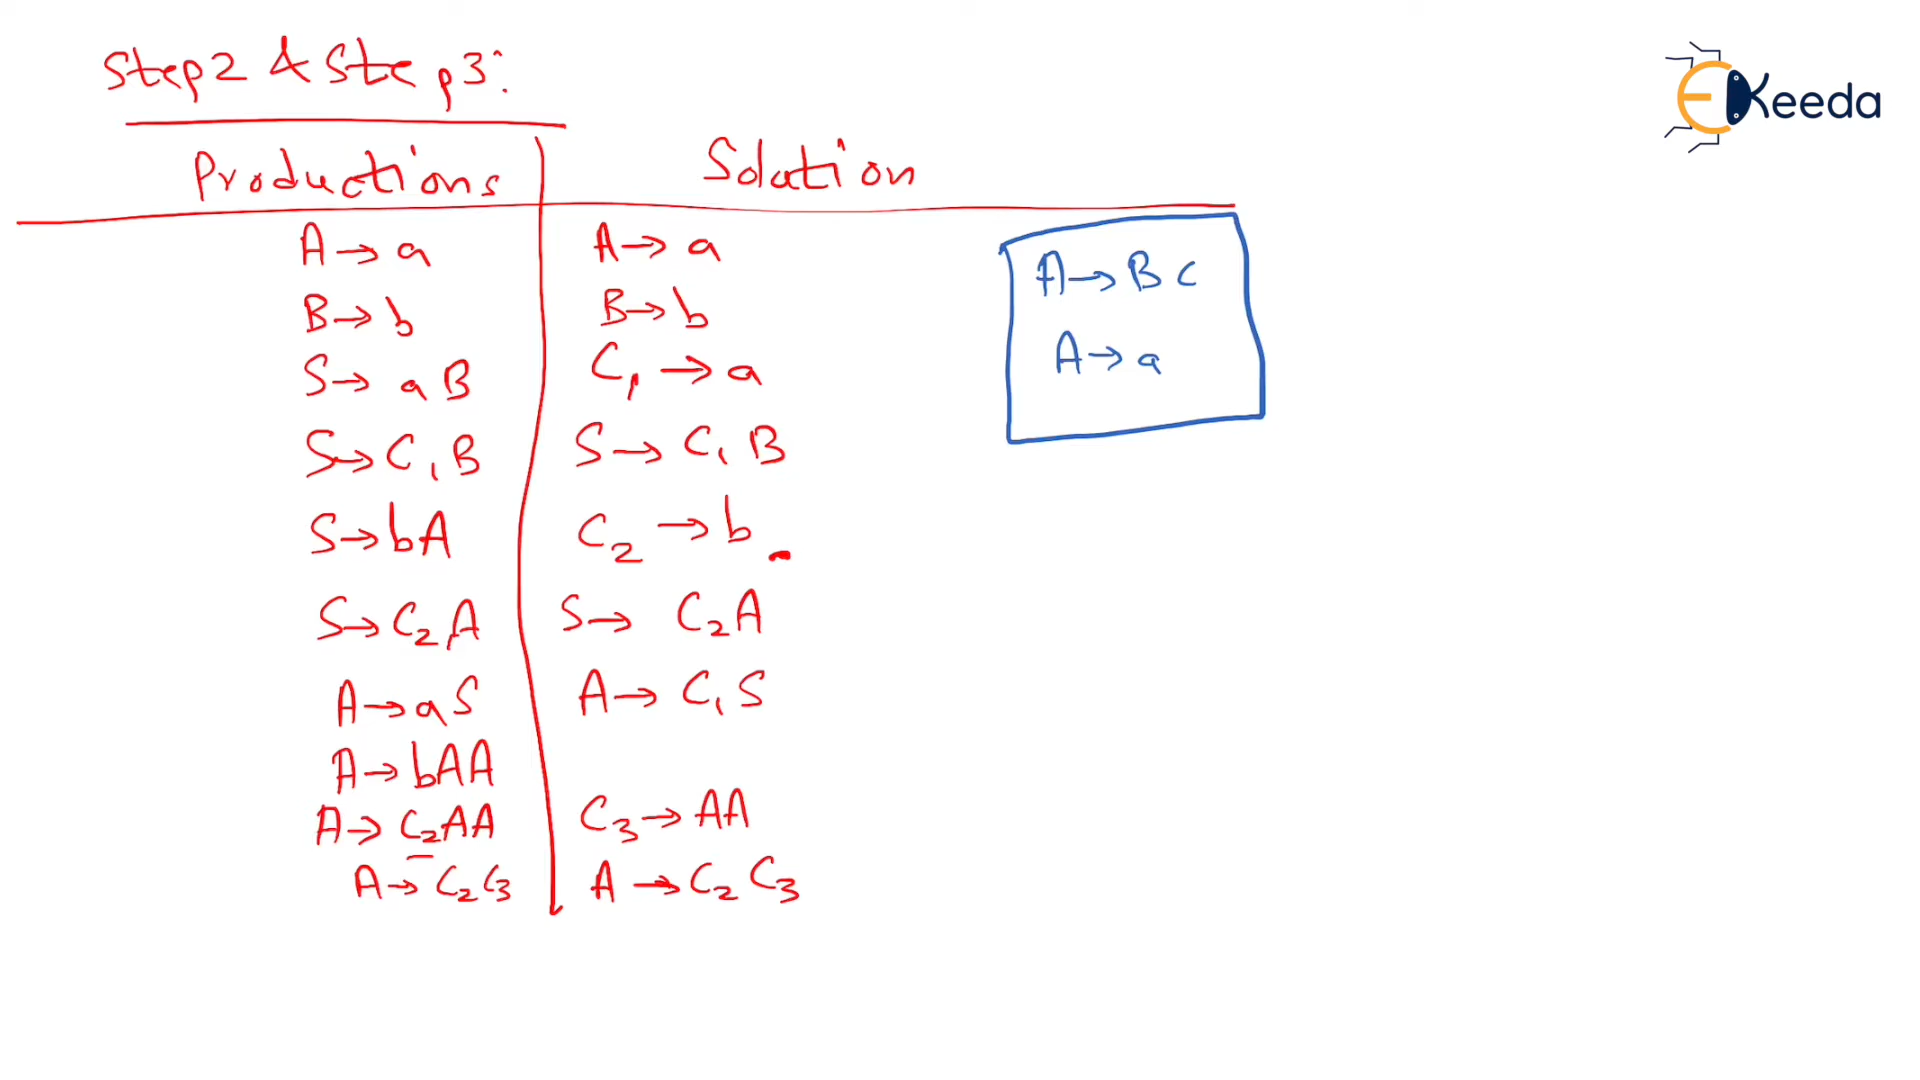 Step2 & Step3:
EKeeda
Productions Solution
A → a A → a
B → b B → b
S → aB C₁ → a
S → C₁B S → C₁B
S → bA C₂ → b
S → C₂A S → C₂A
A → aS A → C₁S
A → bAA
A → C₂AA C₃ → AA
A → C₂C₃ A → C₂C₃
A → BC
A → a